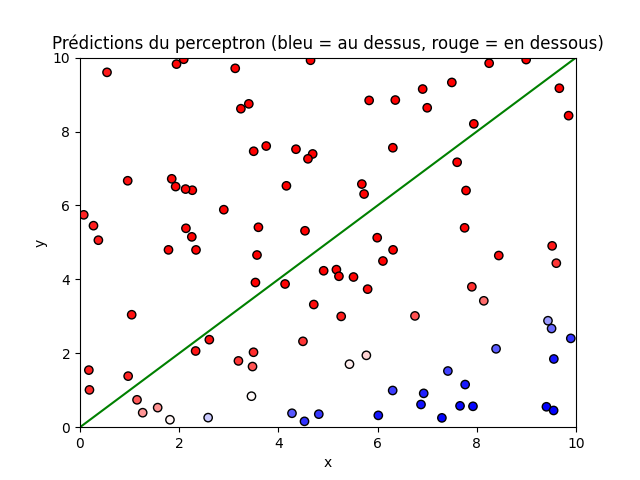 Prédictions du perceptron (bleu = au dessus, rouge = en dessous)
10
8
6
y
4
2
0
0 2 4 6 8 10
x